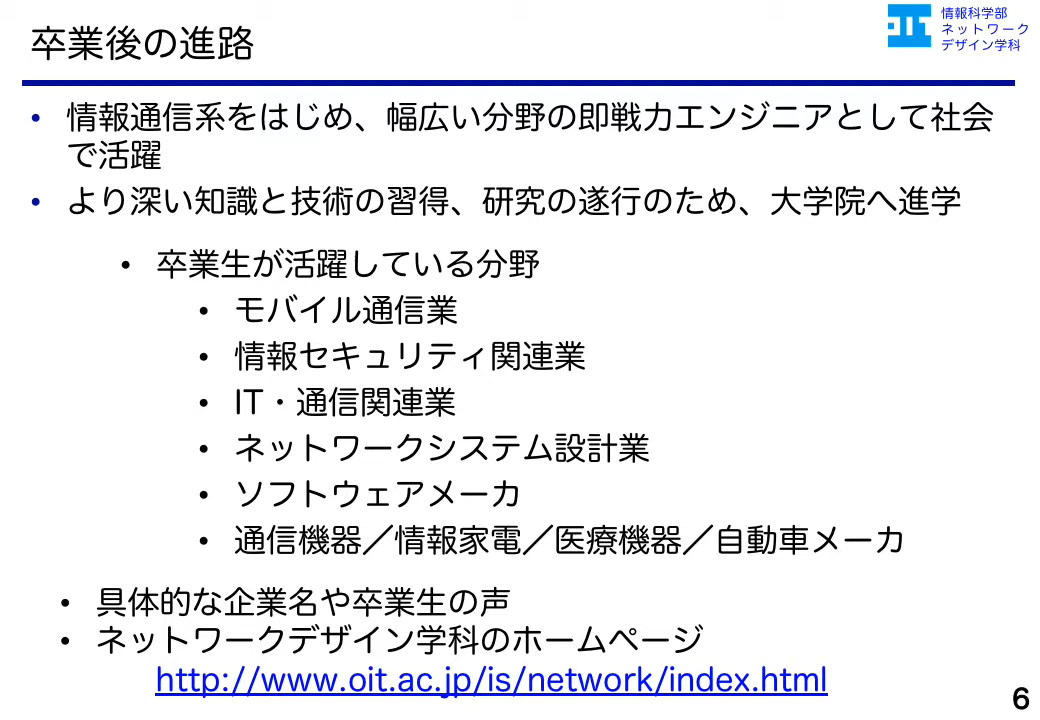 卒業後の進路
情報科学部
ネットワーク
デザイン学科
• 情報通信系をはじめ、幅広い分野の即戦力エンジニアとして社会
で活躍
• より深い知識と技術の習得、研究の遂行のため、大学院へ進学
• 卒業生が活躍している分野
• モバイル通信業
• 情報セキュリティ関連業
• IT・通信関連業
• ネットワークシステム設計業
• ソフトウェアメーカ
• 通信機器／情報家電／医療機器／自動車メーカ
• 具体的な企業名や卒業生の声
• ネットワークデザイン学科のホームページ
http://www.oit.ac.jp/is/network/index.html
6